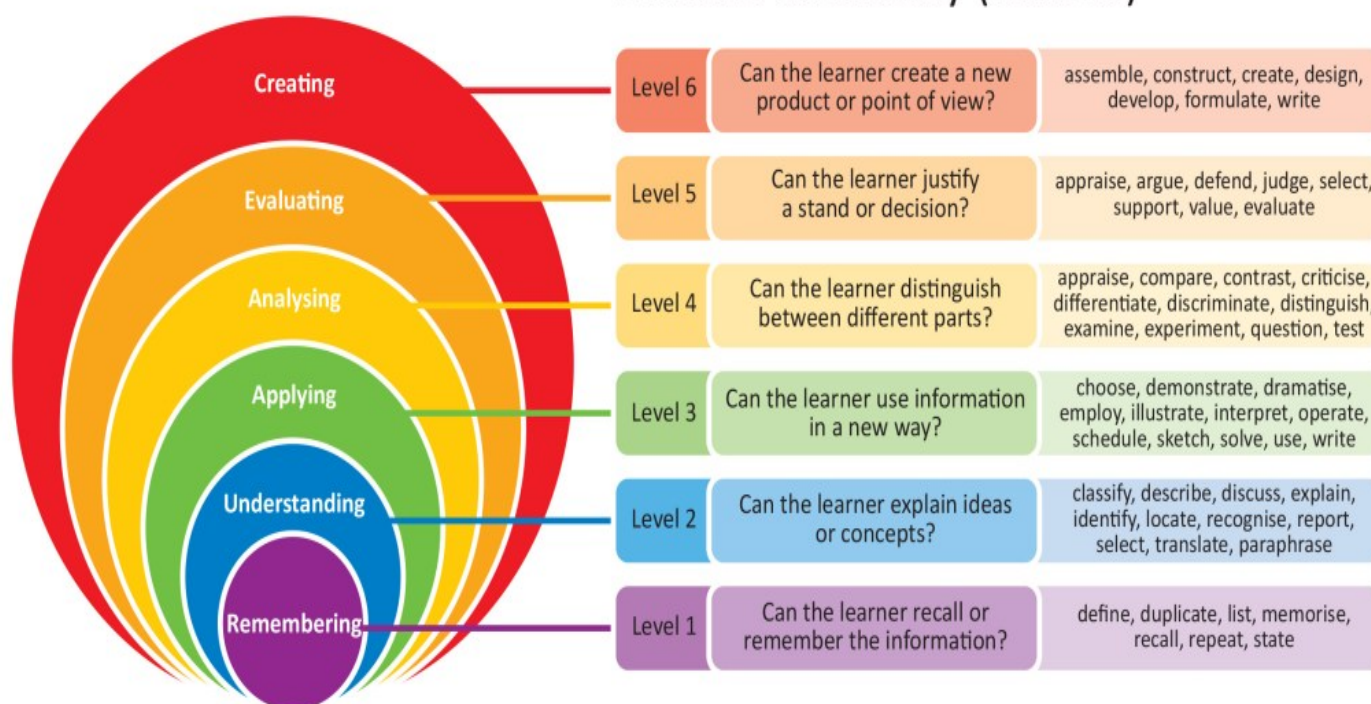 Creating
Evaluating
Analysing
Applying
Understanding
Remembering
Level 6
Can the learner create a new
product or point of view?
assemble, construct, create, design,
develop, formulate, write
Level 5
Can the learner justify
a stand or decision?
appraise, argue, defend, judge, select,
support, value, evaluate
Level 4
Can the learner distinguish
between different parts?
appraise, compare, contrast, criticise,
differentiate, discriminate, distinguish,
examine, experiment, question, test
Level 3
Can the learner use information
in a new way?
choose, demonstrate, dramatise,
employ, illustrate, interpret, operate,
schedule, sketch, solve, use, write
Level 2
Can the learner explain ideas
or concepts?
classify, describe, discuss, explain,
identify, locate, recognise, report,
select, translate, paraphrase
Level 1
Can the learner recall or
remember the information?
define, duplicate, list, memorise,
recall, repeat, state